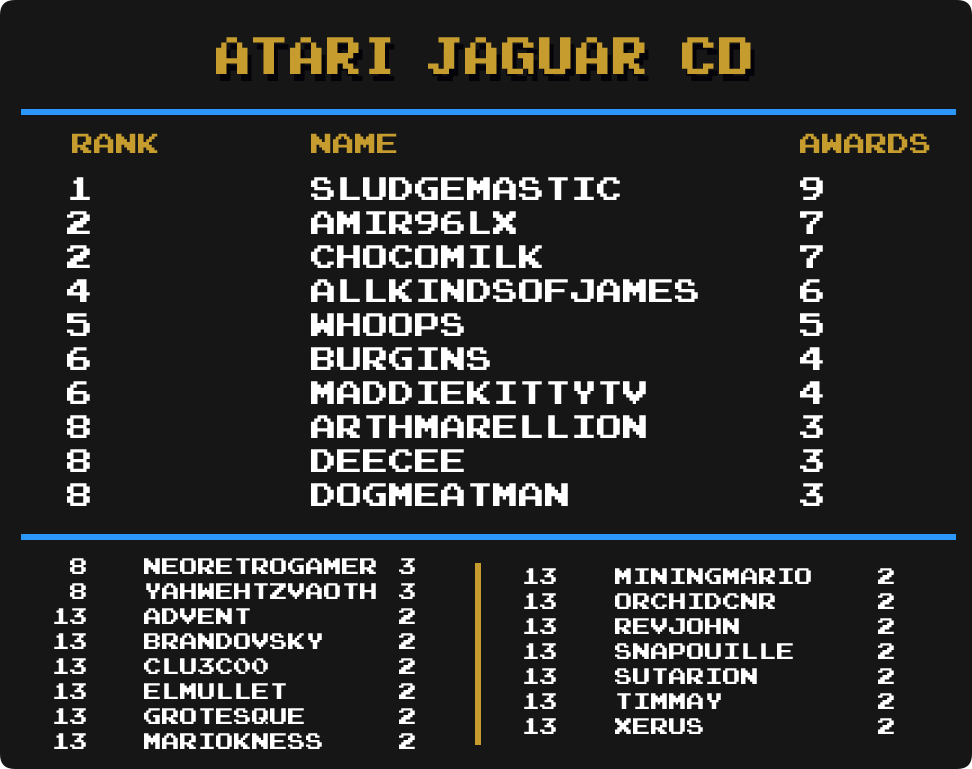 ATARI JAGUAR CD
RANK NAME AWARDS
1 SLUDGEMASTIC 9
2 AMIR96LX 7
2 CHOCOMILK 7
4 ALLKINDSOFJAMES 6
5 WHOOPS 5
6 BURGINS 4
6 MADDIEKITTYTV 4
8 ARTHMARELLION 3
8 DEECEE 3
8 DOGMEATMAN 3
8 NEORETROGAMER 3
8 YAHWEHTZVAOTH 3
13 ADVENT 2
13 BRANDOVSKY 2
13 CLU3C00 2
13 ELMULLET 2
13 GROTESQUE 2
13 MARIOKNESS 2
13 MININGMARIO 2
13 ORCHIDCNR 2
13 REVJOHN 2
13 SNAPOUILLE 2
13 SUTARION 2
13 TIMMAY 2
13 XERUS 2